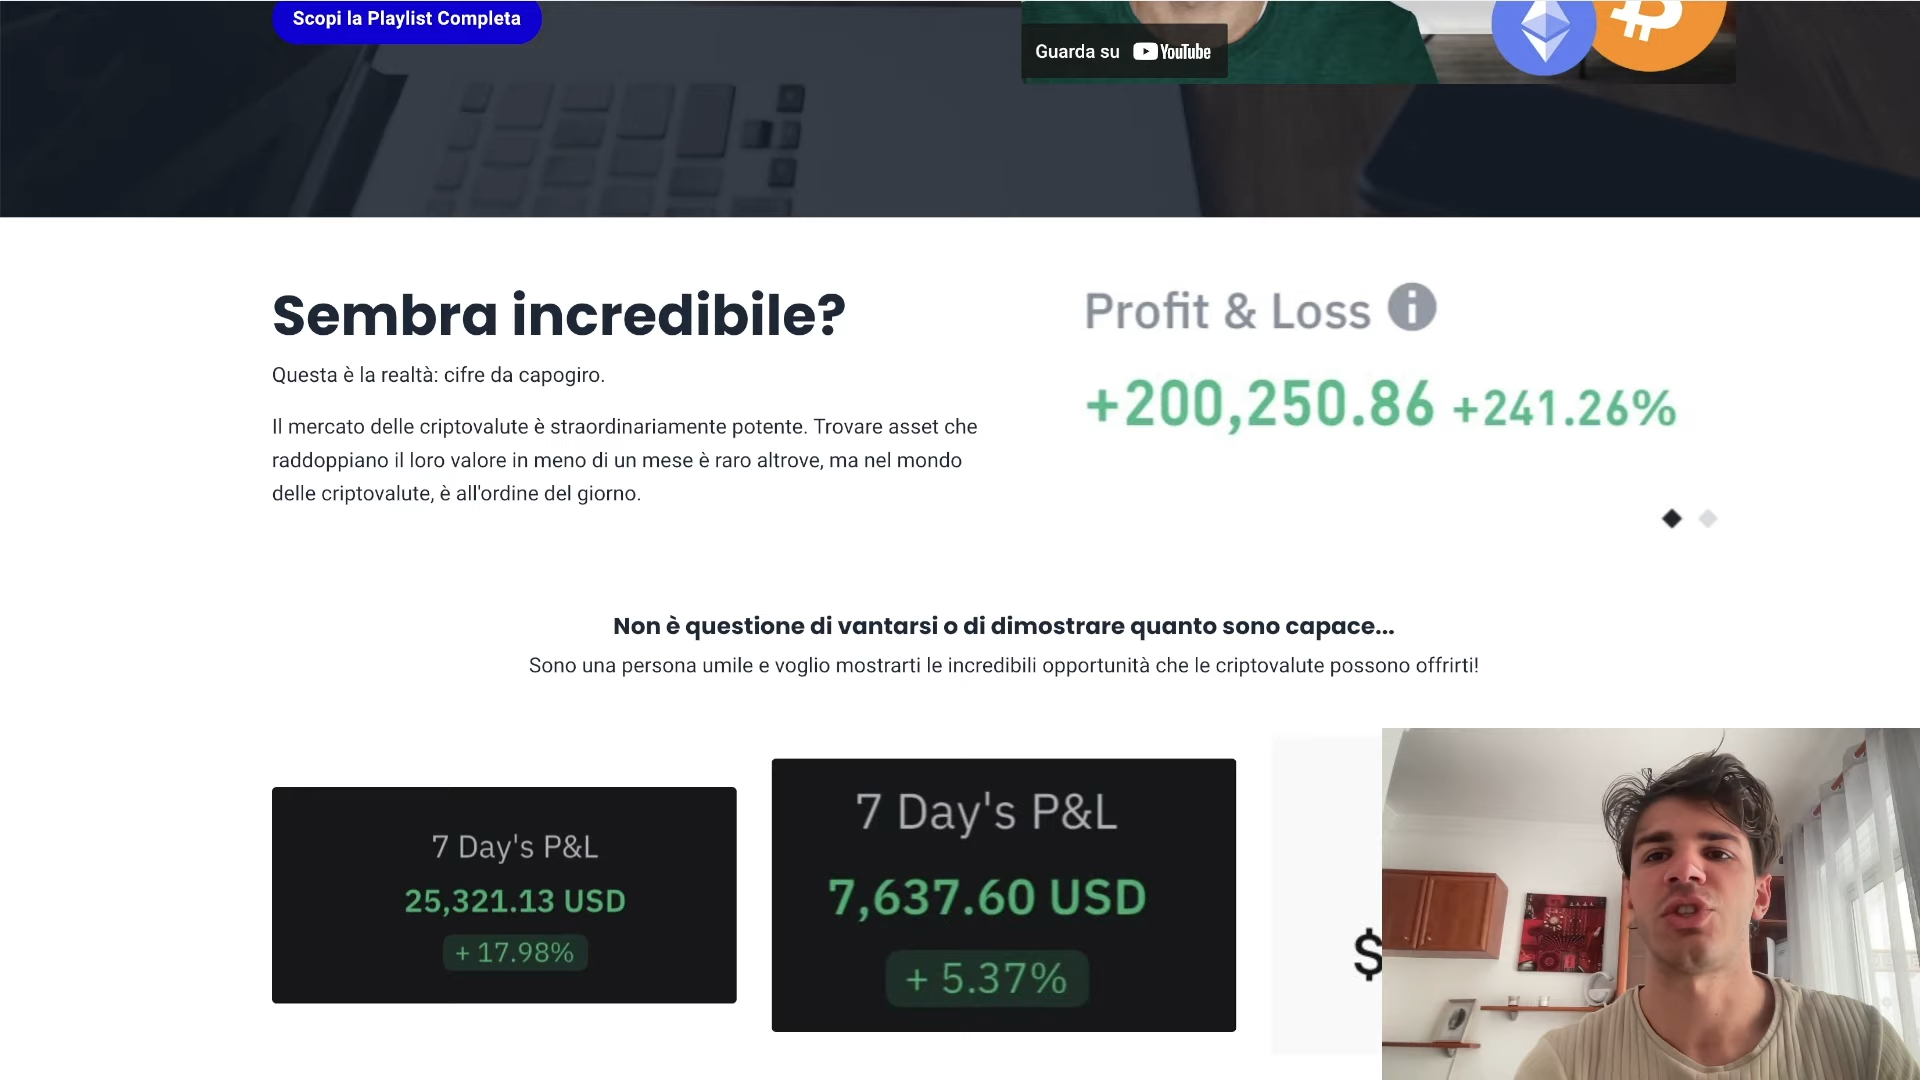 Scopi la Playlist Completa
Guarda su YouTube
Sembra incredibile?
Questa è la realtà: cifre da capogiro.
Il mercato delle criptovalute è straordinariamente potente. Trovare asset che
raddoppiano il loro valore in meno di un mese è raro altrove, ma nel mondo
delle criptovalute, è all'ordine del giorno.
Profit & Loss
+200,250.86 +241.26%
Non è questione di vantarsi o di dimostrare quanto sono capace...
Sono una persona umile e voglio mostrarti le incredibili opportunità che le criptovalute possono offrirti!
7 Day's P&L
25,321.13 USD
+ 17.98%
7 Day's P&L
7,637.60 USD
+ 5.37%
$